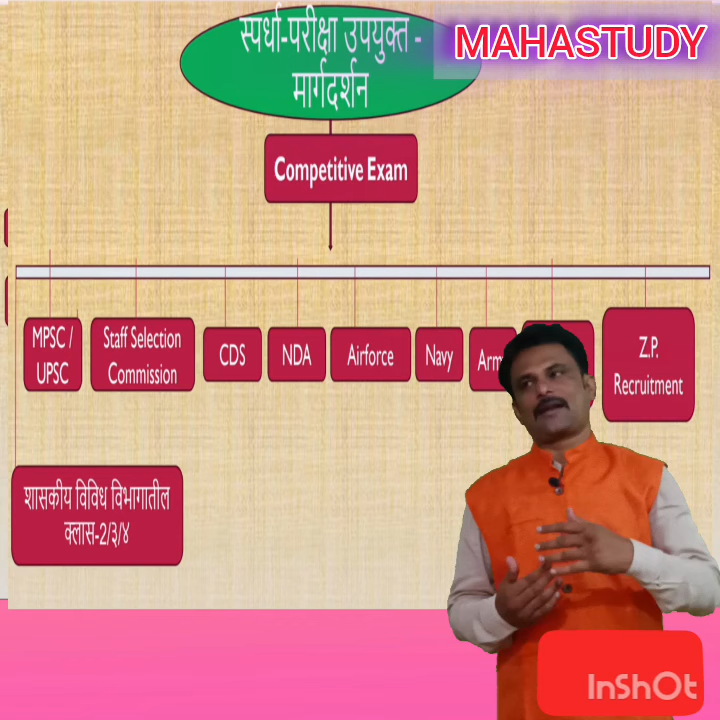 स्पर्धा-परीक्षा उपयुक्त -
मार्गदर्शन
MAHASTUDY
Competitive Exam
MPSC /
UPSC
Staff Selection
Commission
CDS
NDA
Airforce
Navy
Z.P.
Recruitment
शासकीय विविध विभागातील
क्लास-2/३/४
InShOt